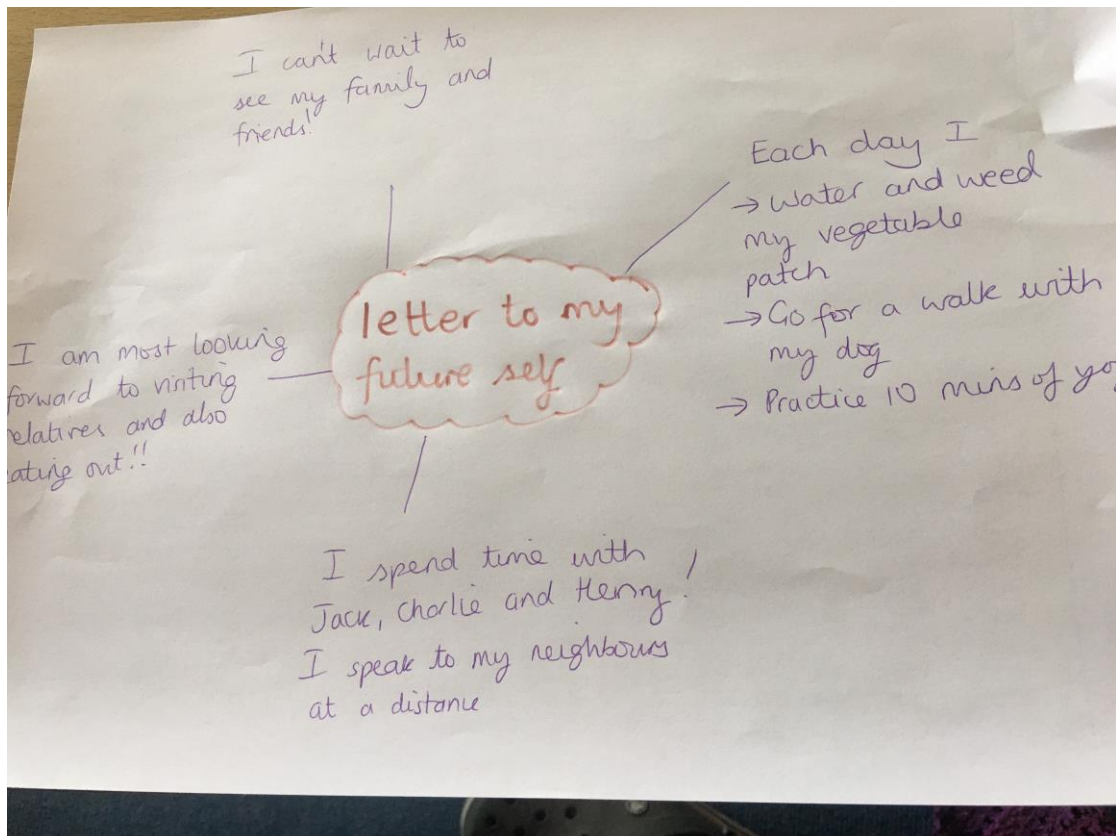 I can't wait to
see my family and
friends!
Each day I
→ Water and weed
my vegetable
patch
→ Go for a walk with
my dog
→ Practice 10 mins of
letter to my
future self
I am most looking
forward to visiting
relatives and also
out!!
I spend time with
Jack, Charlie and Henry!
I speak to my neighbours
at a distance